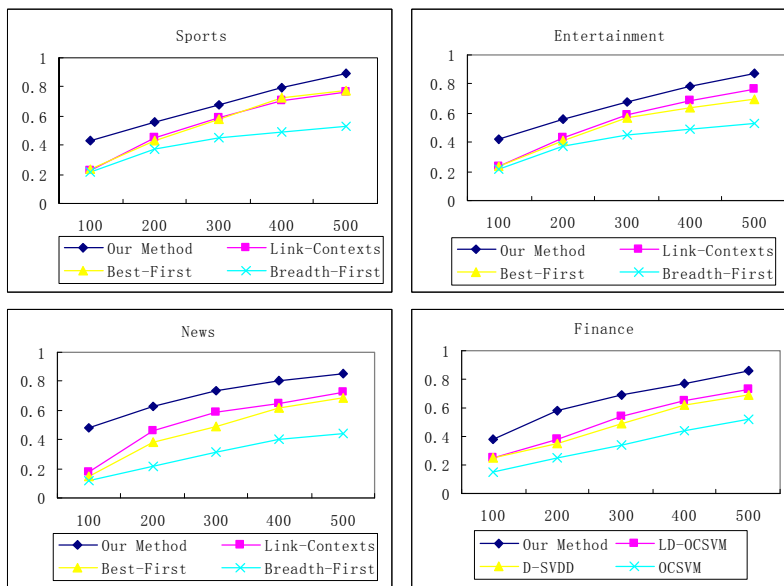 Sports
1
0.8
0.6
0.4
0.2
0
100 200 300 400 500
Our Method Link-Contexts
Best-First Breadth-First
Entertainment
1
0.8
0.6
0.4
0.2
0
100 200 300 400 500
Our Method Link-Contexts
Best-First Breadth-First
News
1
0.8
0.6
0.4
0.2
0
100 200 300 400 500
Our Method Link-Contexts
Best-First Breadth-First
Finance
1
0.8
0.6
0.4
0.2
0
100 200 300 400 500
Our Method LD-OCSVM
D-SVDD OCSVM